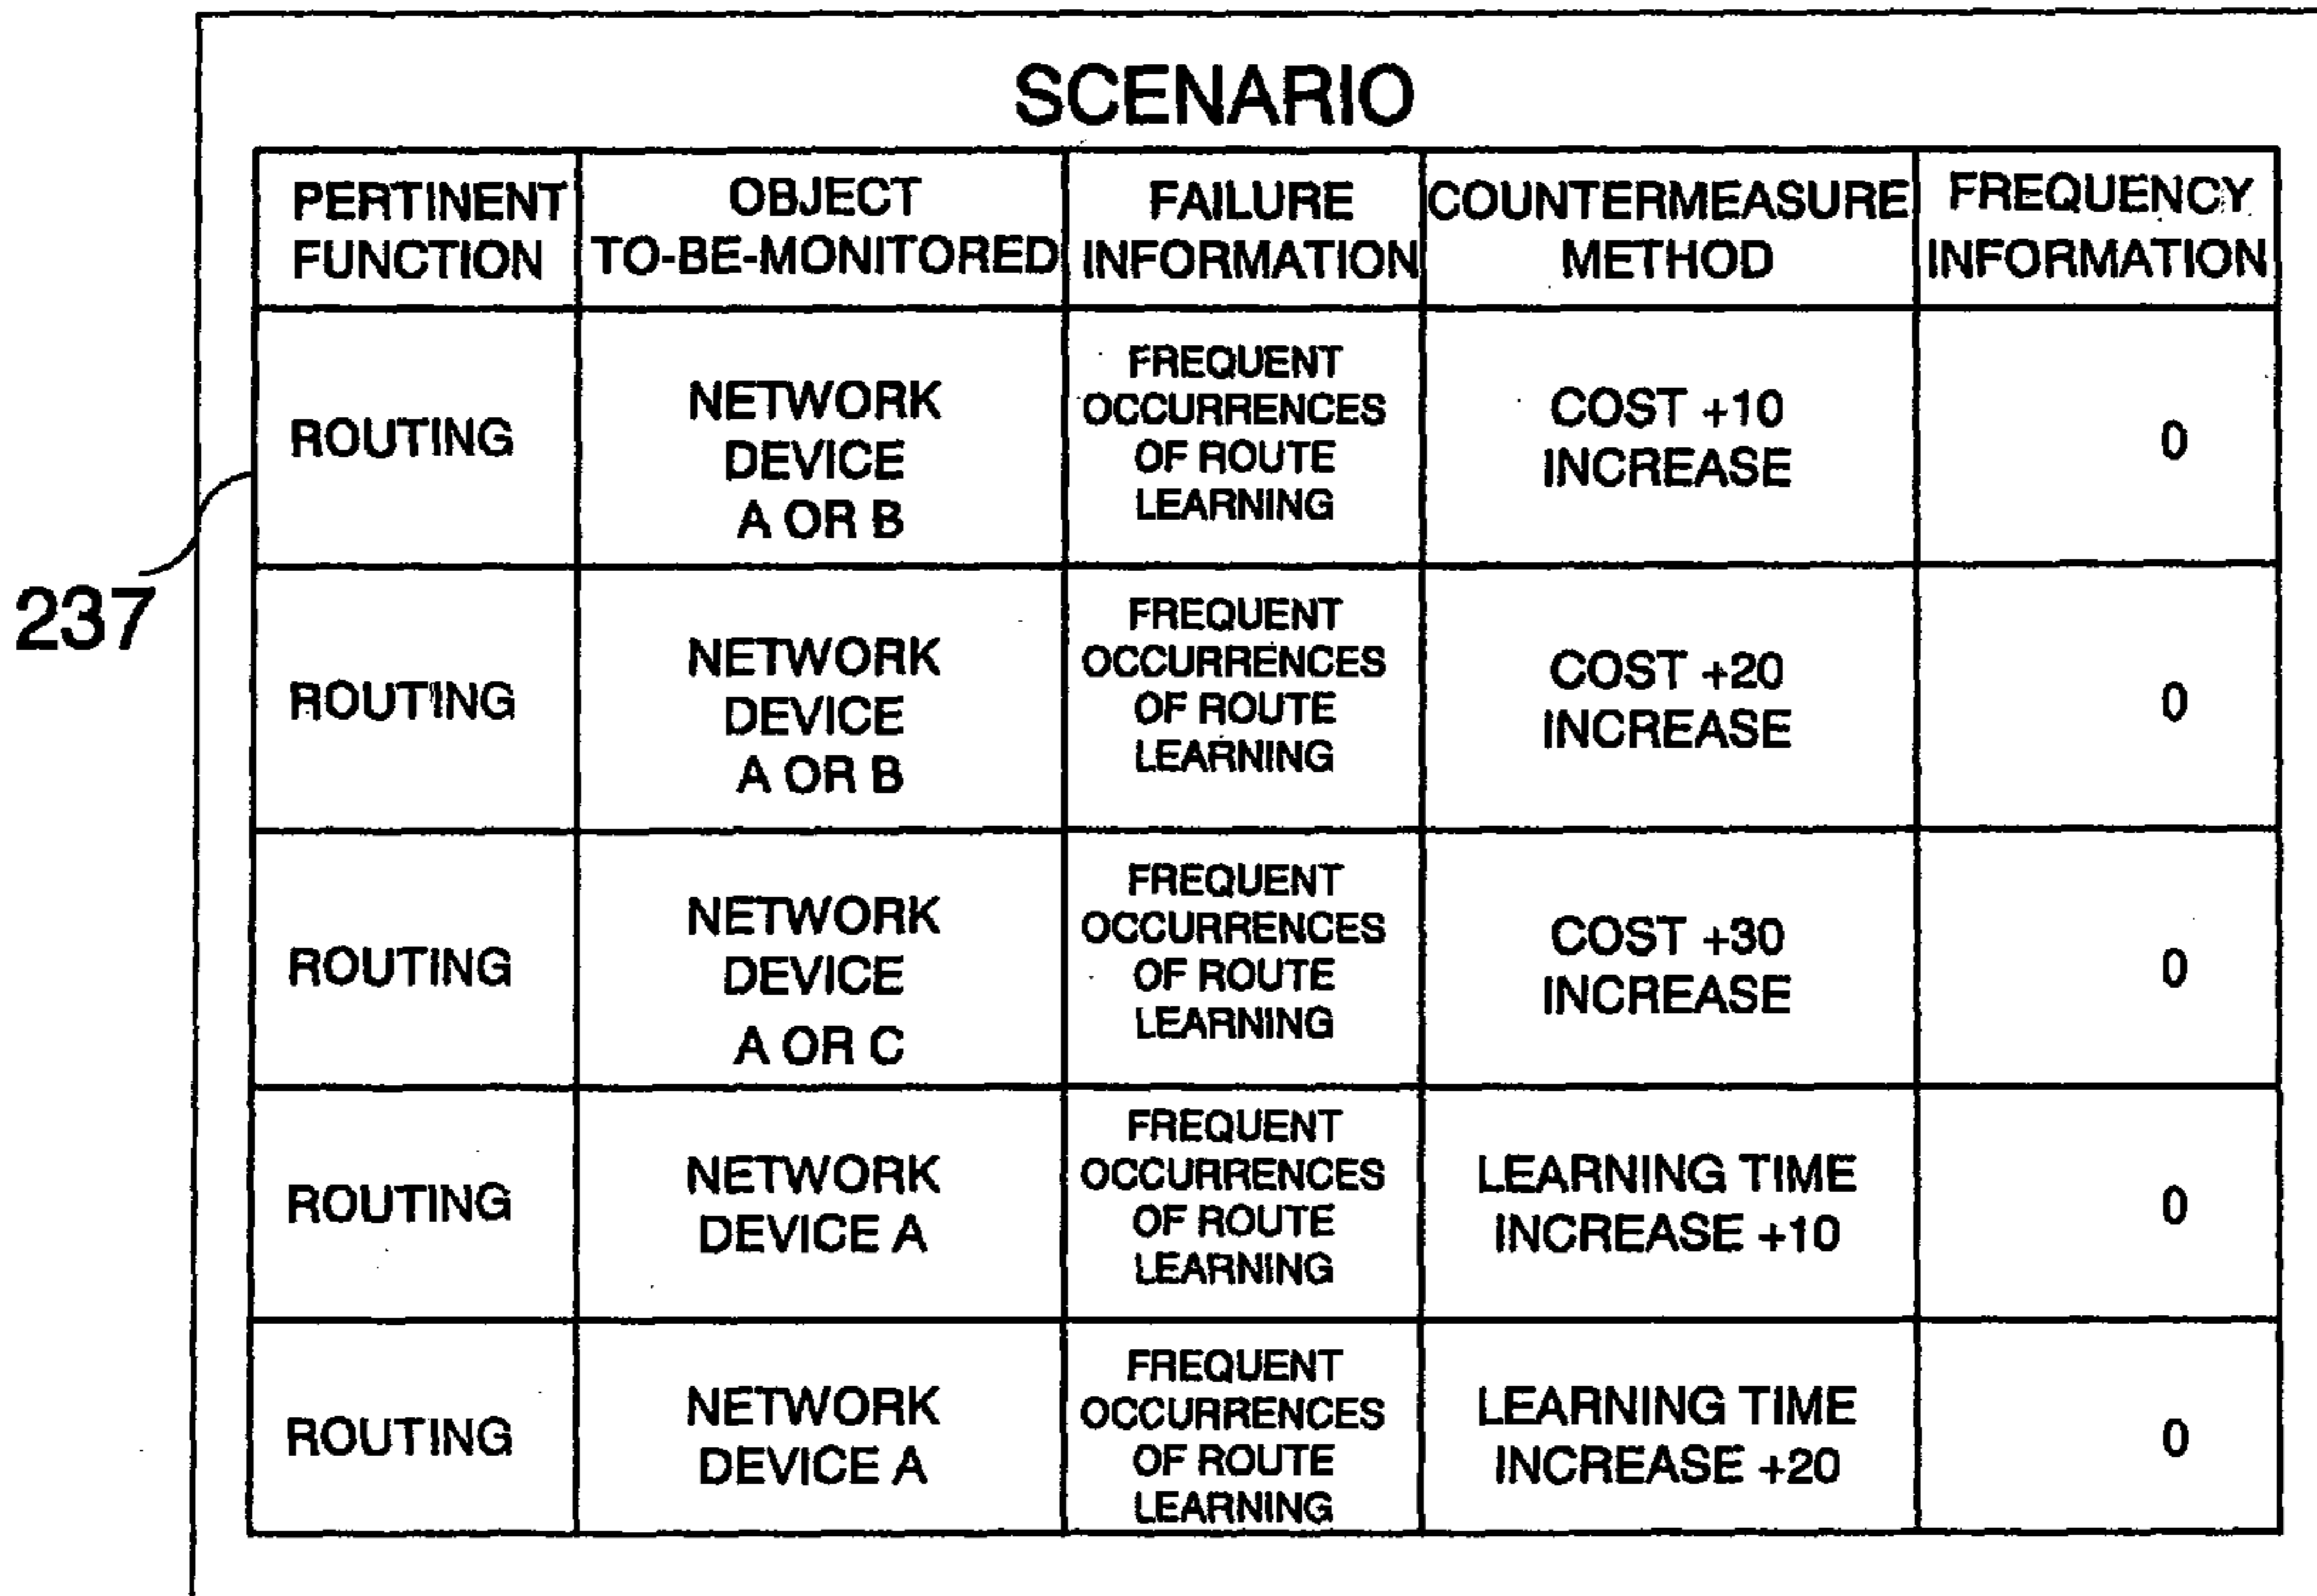 SCENARIO
PERTINENT
FUNCTION
OBJECT
TO-BE-MONITORED
FAILURE
INFORMATION
COUNTERMEASURE
METHOD
FREQUENCY
INFORMATION
ROUTING
NETWORK
DEVICE
A OR B
FREQUENT
OCCURRENCES
OF ROUTE
LEARNING
COST +10
INCREASE
0
237
ROUTING
NETWORK
DEVICE
A OR B
FREQUENT
OCCURRENCES
OF ROUTE
LEARNING
COST +20
INCREASE
0
ROUTING
NETWORK
DEVICE
A OR C
FREQUENT
OCCURRENCES
OF ROUTE
LEARNING
COST +30
INCREASE
0
ROUTING
NETWORK
DEVICE A
FREQUENT
OCCURRENCES
OF ROUTE
LEARNING
LEARNING TIME
INCREASE +10
0
ROUTING
NETWORK
DEVICE A
FREQUENT
OCCURRENCES
OF ROUTE
LEARNING
LEARNING TIME
INCREASE +20
0